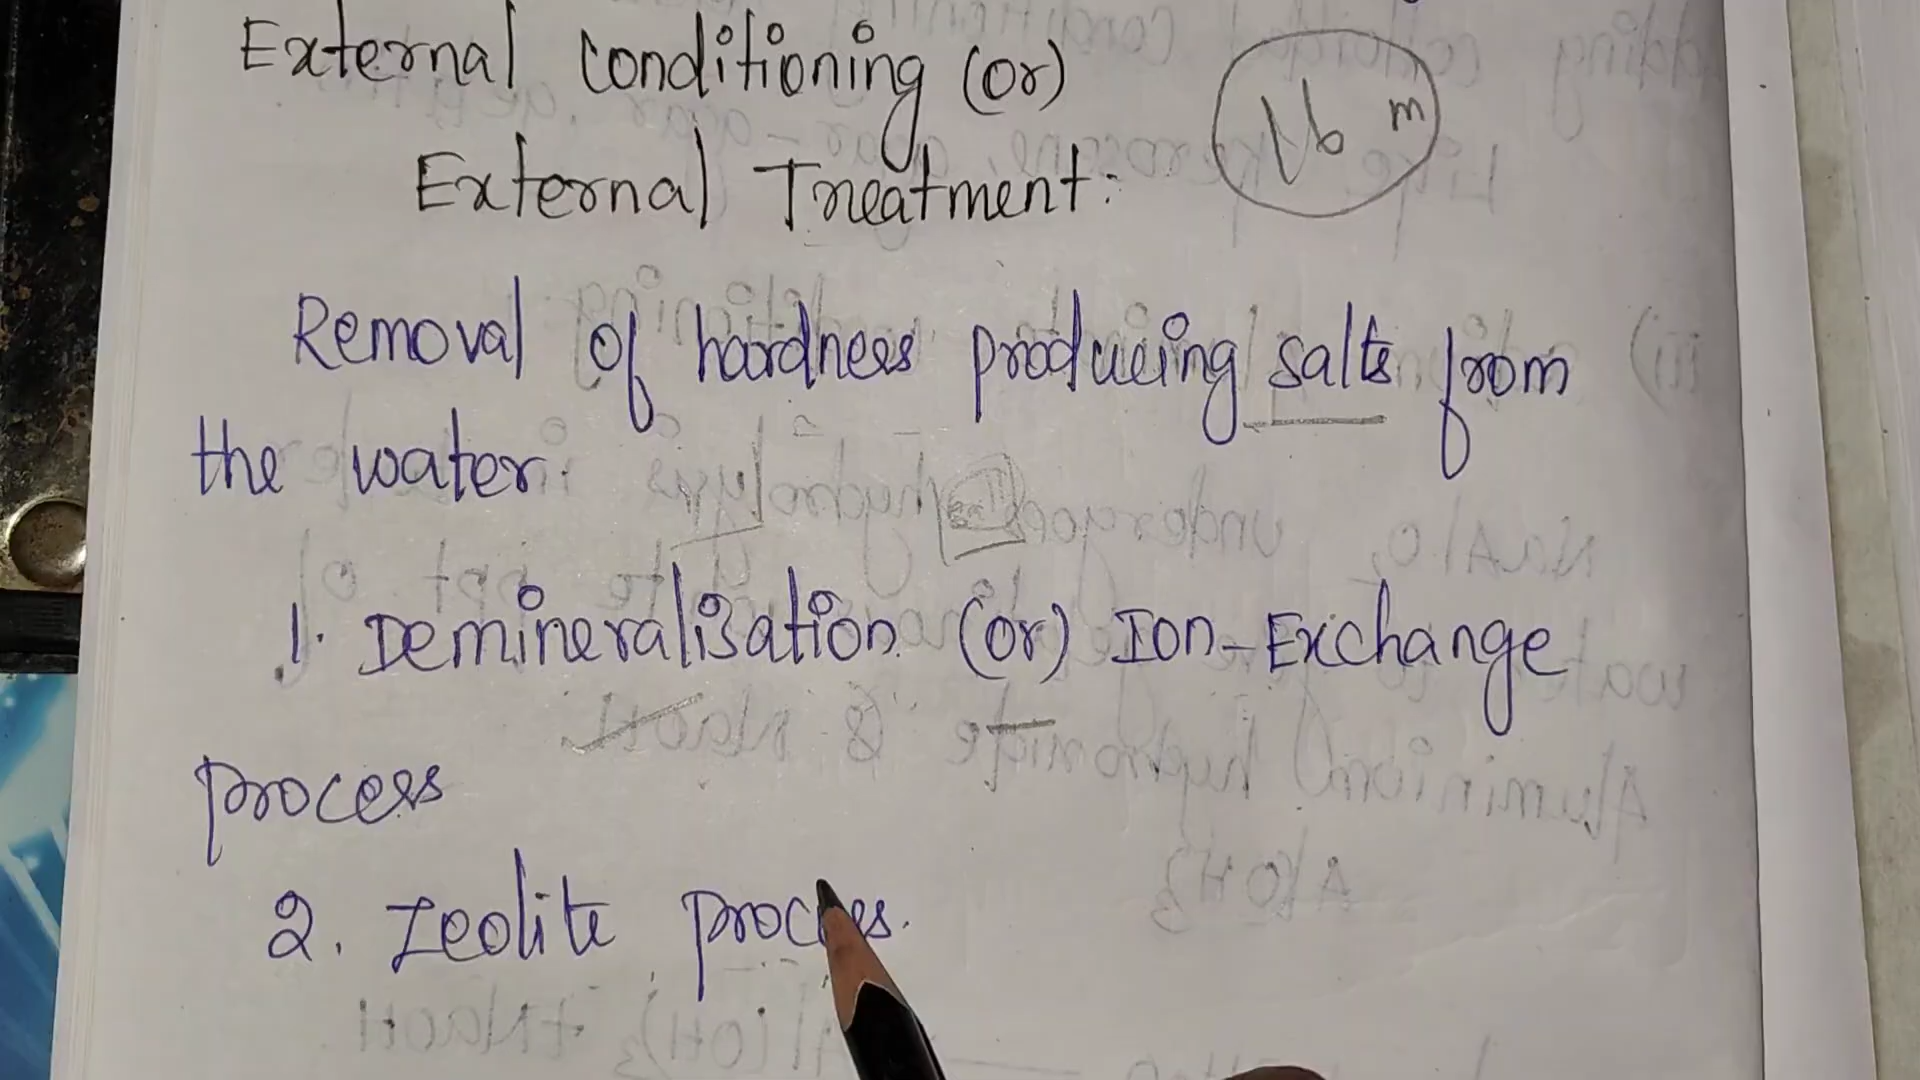 External conditioning (or)
External Treatment:
16 m
Removal of hardness producing salts from
the water.
1. Demineralisation (or) Ion-Exchange
process
2. Zeolite process.